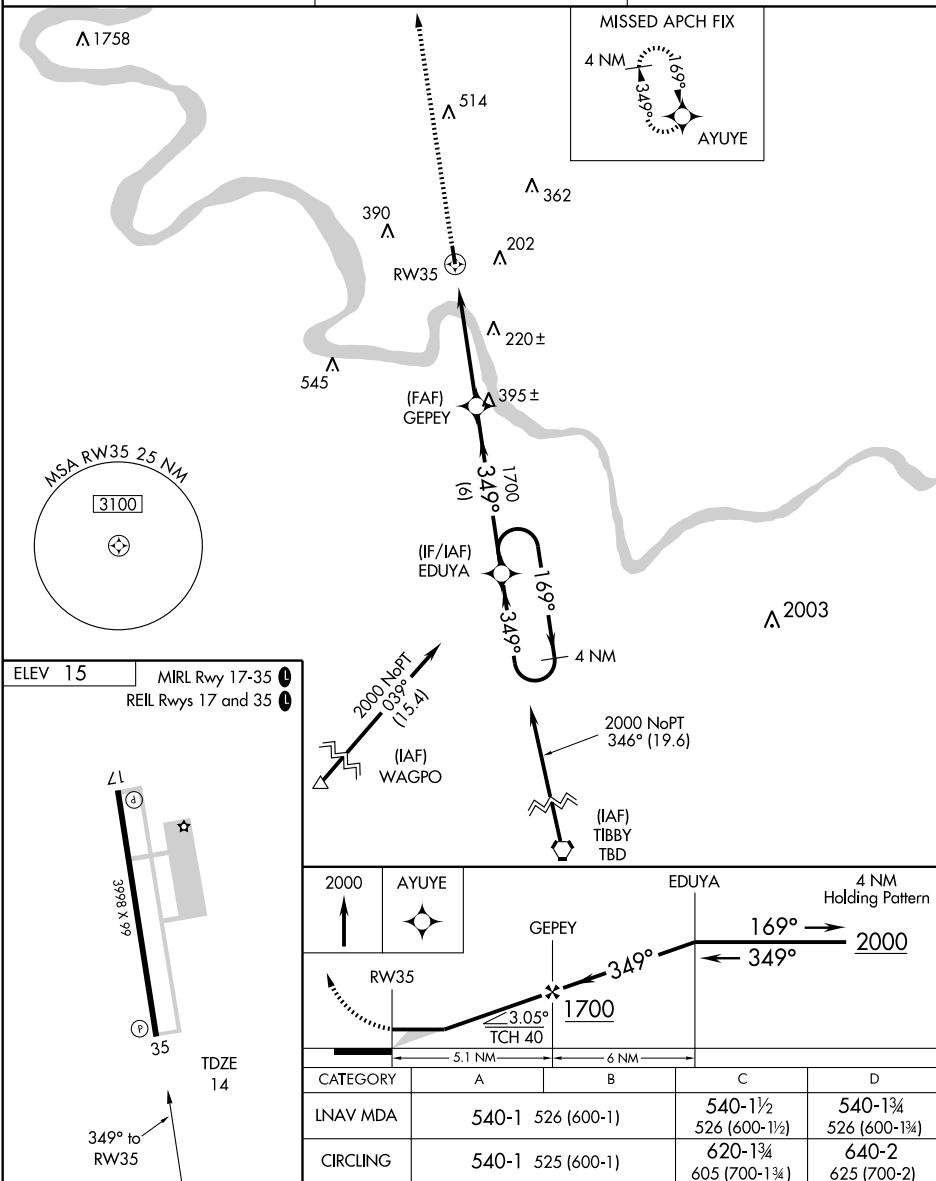 1758
MISSED APCH FIX
4 NM
169°
349°
AYUYE
514
362
390
202
RW35
220±
545
(FAF)
GEPEY
395±
MSA RW35 25 NM
3100
1700
349°
(6)
(IF/IAF)
EDUYA
169°
349°
4 NM
2003
2000 NoPT
039°
(15.4)
(IAF)
WAGPO
2000 NoPT
346° (19.6)
(IAF)
TIBBY
TBD
ELEV 15
MIRL Rwy 17-35 L
REIL Rwys 17 and 35 L
17
P
3998 X 99
P
35
TDZE
14
349° to
RW35
2000
AYUYE
EDUYA
4 NM
Holding Pattern
GEPEY
169°
2000
349°
349°
RW35
1700
3.05°
TCH 40
5.1 NM
6 NM
CATEGORY A B C D
LNAV MDA 540-1 526 (600-1) 540-1½ 526 (600-1½) 540-1¾ 526 (600-1¾)
CIRCLING 540-1 525 (600-1) 620-1¾ 605 (700-1¾) 640-2 625 (700-2)